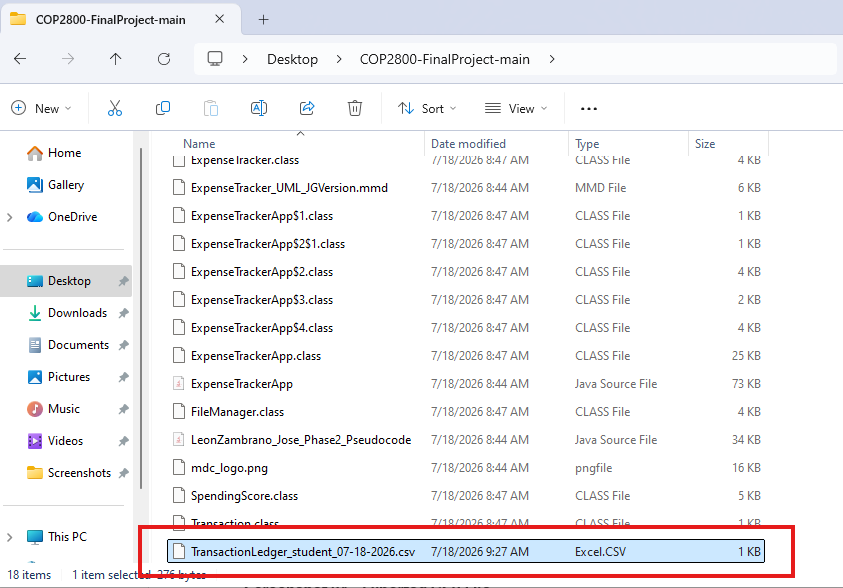 COP2800-FinalProject-main
Desktop > COP2800-FinalProject-main >
New Sort View ...
Name Date modified Type Size
Home
Gallery
OneDrive
Desktop
Downloads
Documents
Pictures
Music
Videos
Screenshots
This PC
ExpenseTracker.class 7/18/2026 8:47 AM CLASS File 4 KB
ExpenseTracker_UML_JGVersion.mmd 7/18/2026 8:44 AM MMD File 6 KB
ExpenseTrackerApp$1.class 7/18/2026 8:47 AM CLASS File 1 KB
ExpenseTrackerApp$2$1.class 7/18/2026 8:47 AM CLASS File 1 KB
ExpenseTrackerApp$2.class 7/18/2026 8:47 AM CLASS File 4 KB
ExpenseTrackerApp$3.class 7/18/2026 8:47 AM CLASS File 2 KB
ExpenseTrackerApp$4.class 7/18/2026 8:47 AM CLASS File 4 KB
ExpenseTrackerApp.class 7/18/2026 8:47 AM CLASS File 25 KB
ExpenseTrackerApp 7/18/2026 8:44 AM Java Source File 73 KB
FileManager.class 7/18/2026 8:47 AM CLASS File 4 KB
LeonZambrano_Jose_Phase2_Pseudocode 7/18/2026 8:44 AM Java Source File 34 KB
mdc_logo.png 7/18/2026 8:44 AM pngfile 16 KB
SpendingScore.class 7/18/2026 8:47 AM CLASS File 5 KB
Transaction.class 7/18/2026 8:47 AM CLASS File 1 KB
TransactionLedger_student_07-18-2026.csv 7/18/2026 9:27 AM Excel.CSV 1 KB
18 items 1 item selected 276 bytes